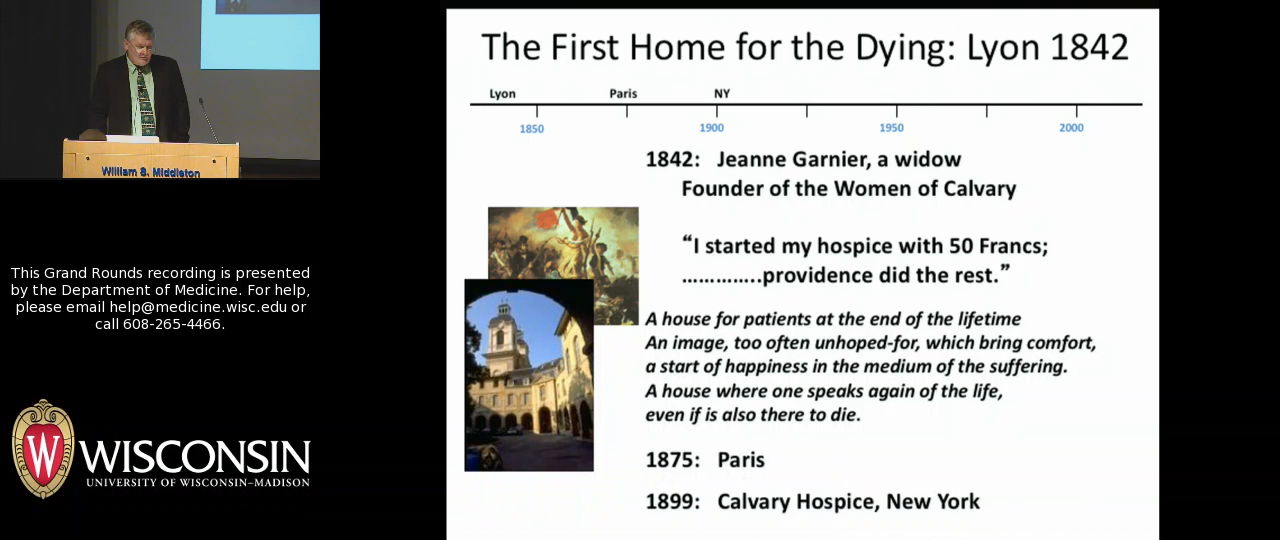 William S. Middleton
This Grand Rounds recording is presented
by the Department of Medicine. For help,
please email help@medicine.wisc.edu or
call 608-265-4466.
W
WISCONSIN
UNIVERSITY OF WISCONSIN–MADISON
The First Home for the Dying: Lyon 1842
Lyon Paris NY
1850 1900 1950 2000
1842: Jeanne Garnier, a widow
Founder of the Women of Calvary
“I started my hospice with 50 Francs;
…………..providence did the rest.”
A house for patients at the end of the lifetime
An image, too often unhoped-for, which bring comfort,
a start of happiness in the medium of the suffering.
A house where one speaks again of the life,
even if is also there to die.
1875: Paris
1899: Calvary Hospice, New York